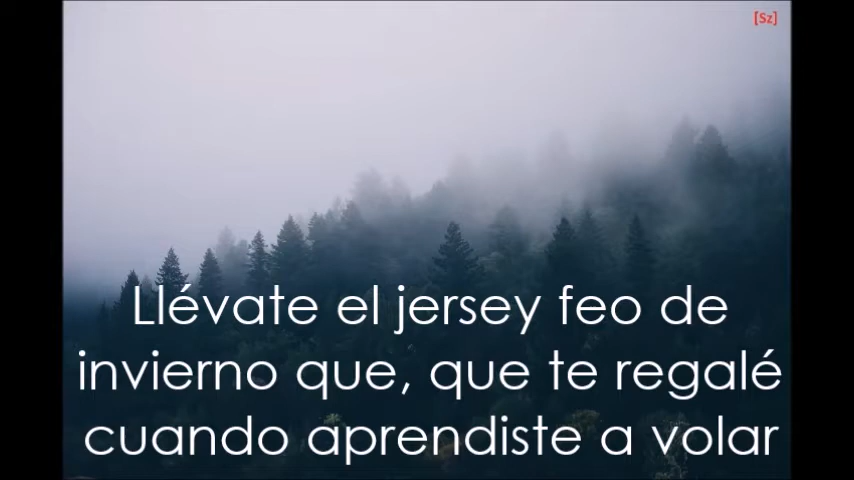 [Sz]
Llévate el jersey feo de
invierno que, que te regalé
cuando aprendiste a volar